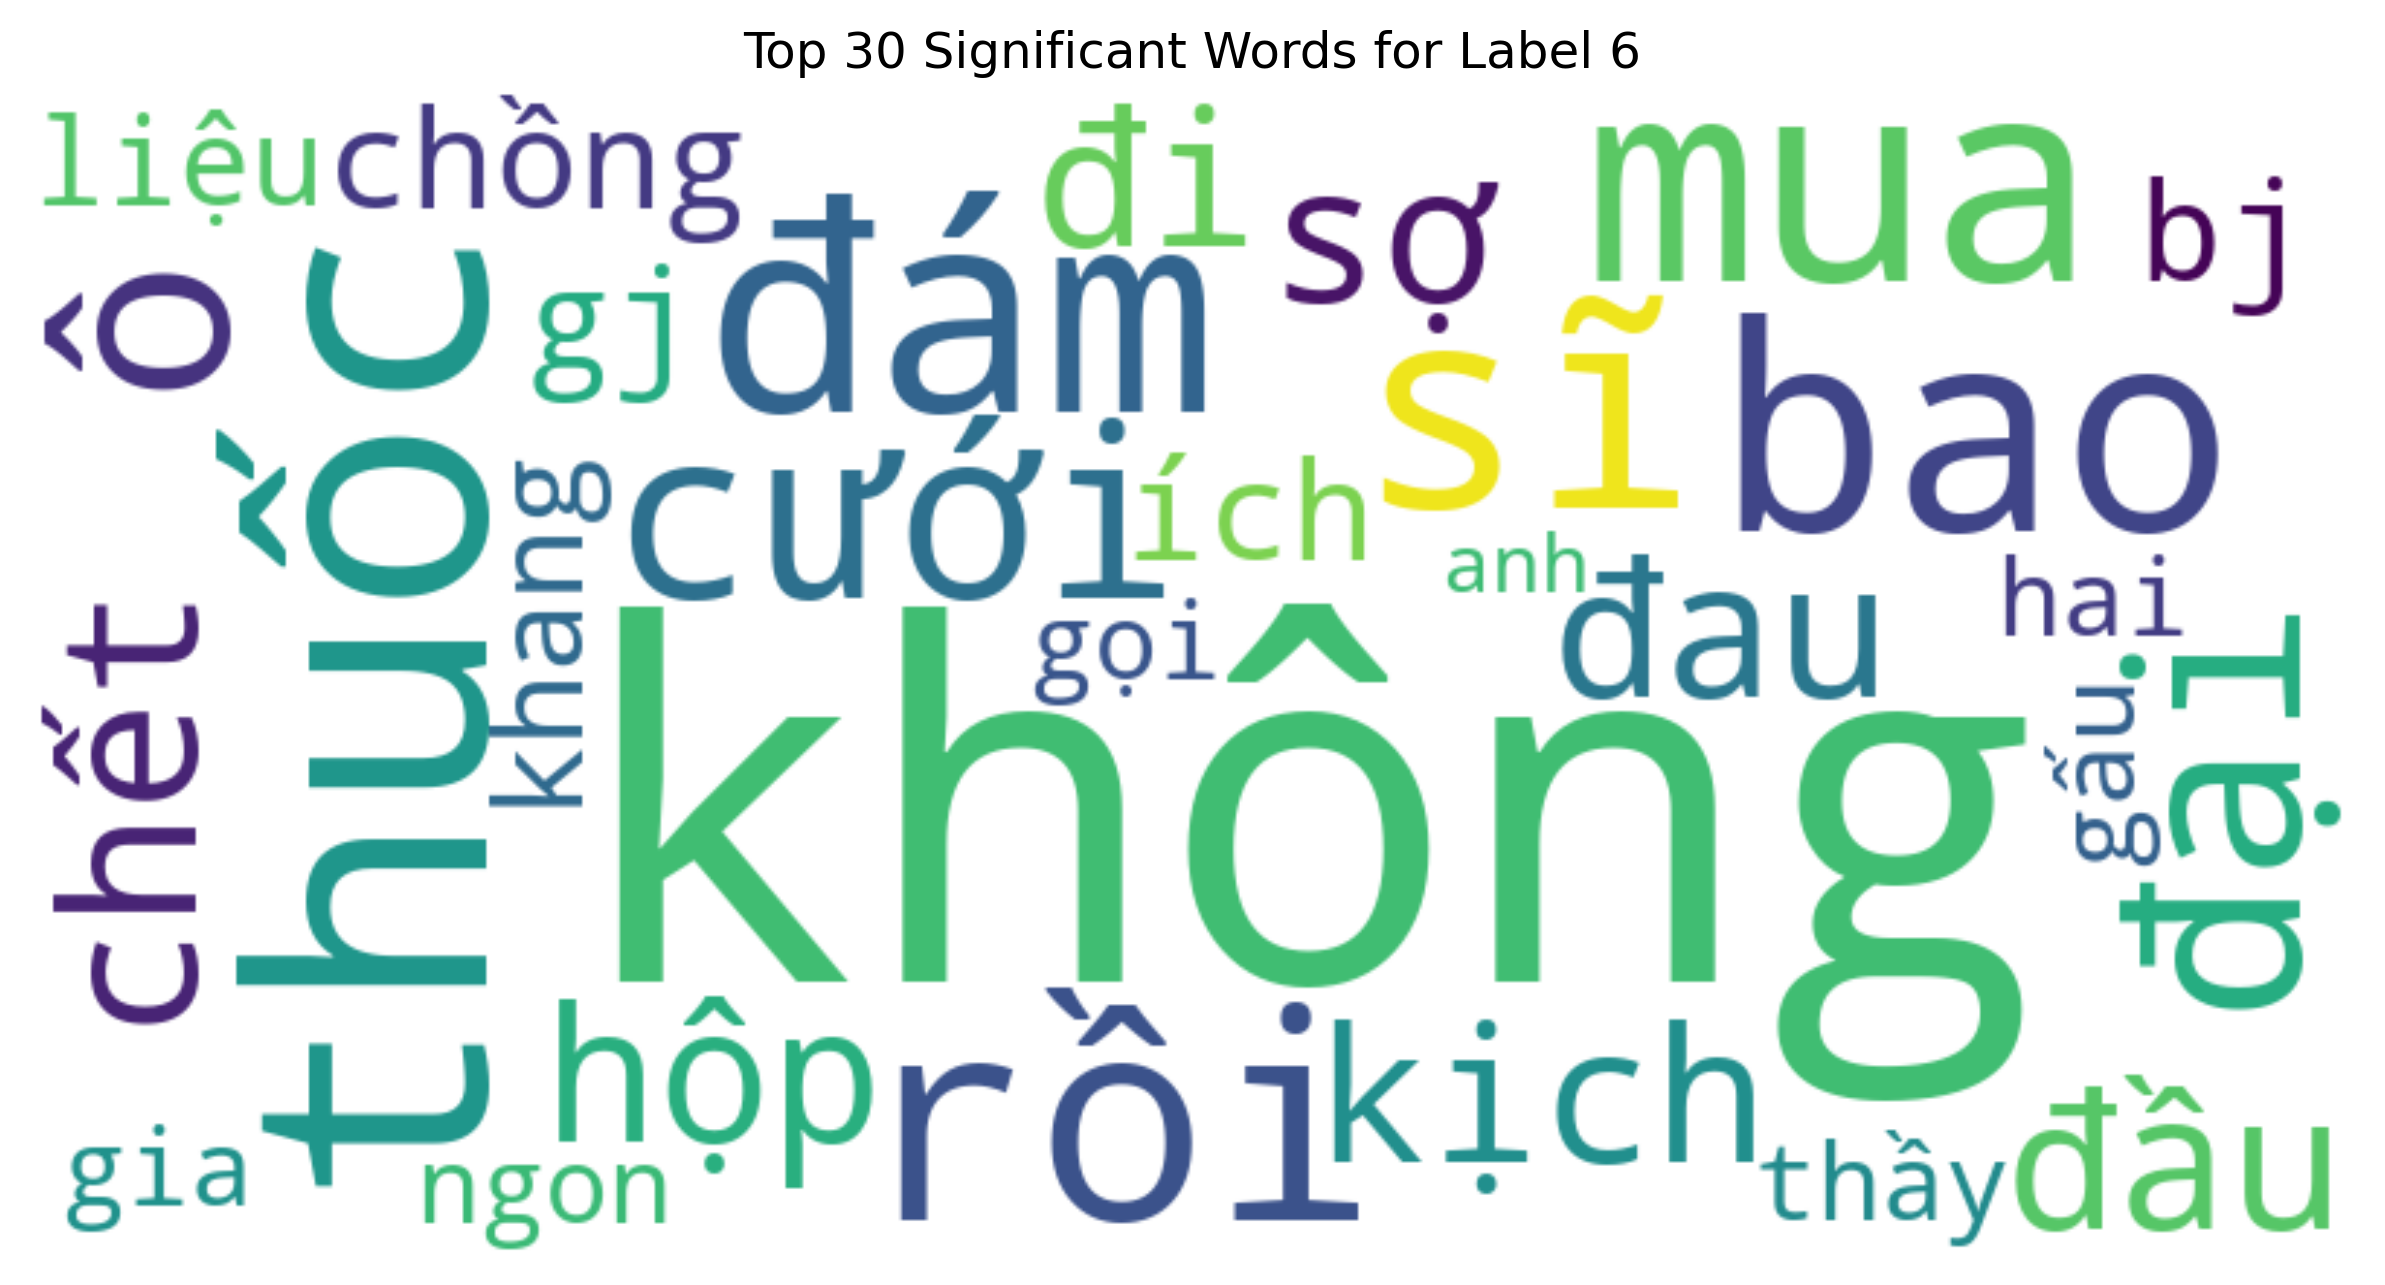 Top 30 Significant Words for Label 6
liệu
chồng
đi
mua
bj
sợ
đám
gj
ô
thuốc
sĩ
bao
cưới
ích
khang
anh
hai
đau
gọi
chết
không
gấu
đại
hộp
rồi
kịch
đầu
thầy
gia
ngon